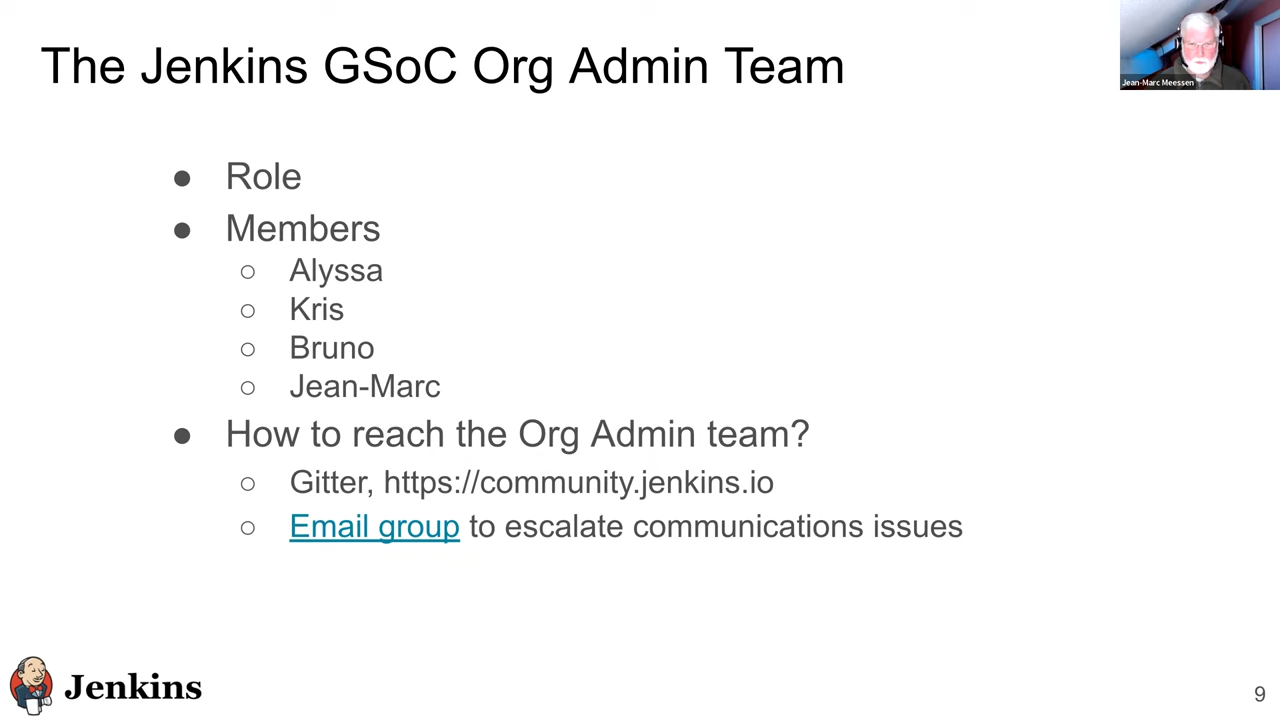 The Jenkins GSoC Org Admin Team
Jean-Marc Meessen
● Role
● Members
○ Alyssa
○ Kris
○ Bruno
○ Jean-Marc
● How to reach the Org Admin team?
○ Gitter, https://community.jenkins.io
○ Email group to escalate communications issues
Jenkins
9